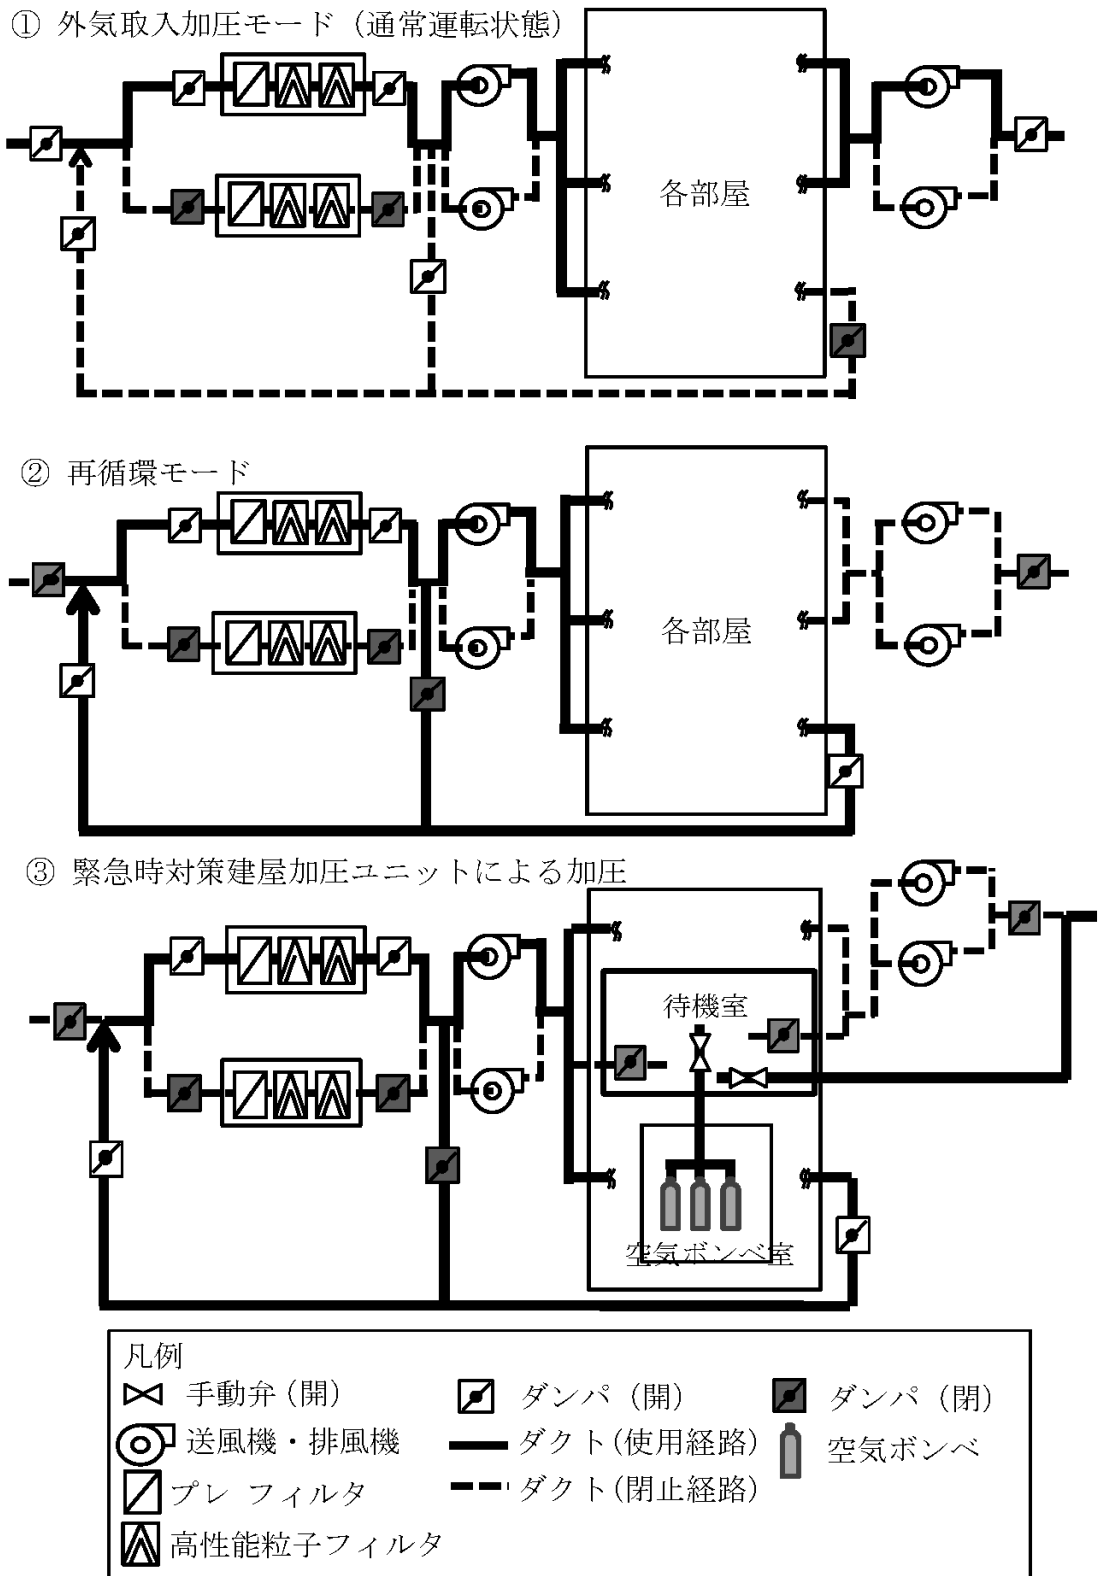 ① 外気取入加圧モード（通常運転状態）
各部屋
② 再循環モード
各部屋
③ 緊急時対策建屋加圧ユニットによる加圧
待機室
空気ボンベ室
凡例
手動弁（開）
ダンパ（開）
ダンパ（閉）
送風機・排風機
ダクト(使用経路)
空気ボンベ
プレ フィルタ
ダクト(閉止経路)
高性能粒子フィルタ